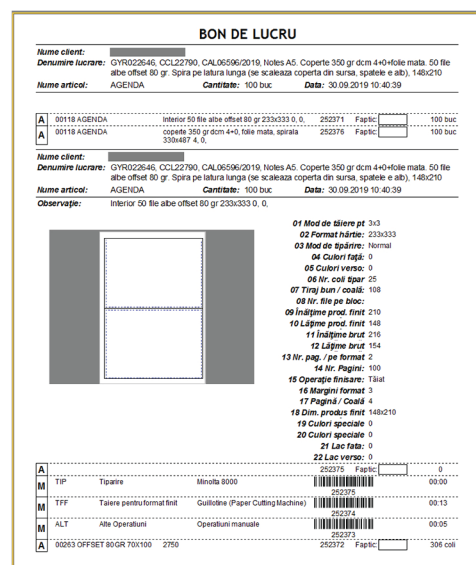 BON DE LUCRU
Nume client:
Denumire lucrare: GYR022646, CCL22790, CAL06596/2019, Notes A5. Coperte 350 gr dcm 4+0+folie mata. 50 file
albe offset 80 gr. Spira pe latura lunga (se scaleaza coperta din sursa, spatele e alb), 148x210
Nume articol: AGENDA Cantitate: 100 buc Data: 30.09.2019 10:40:39
A 00118 AGENDA Interior 50 file albe offset 80 gr 233x333 0, 0, 252371 Faptic: 100 buc
A 00118 AGENDA coperte 350 gr dcm 4+0, folie mata, spirala 252376 Faptic: 100 buc
330x487 4, 0,
Nume client:
Denumire lucrare: GYR022646, CCL22790, CAL06596/2019, Notes A5. Coperte 350 gr dcm 4+0+folie mata. 50 file
albe offset 80 gr. Spira pe latura lunga (se scaleaza coperta din sursa, spatele e alb), 148x210
Nume articol: AGENDA Cantitate: 100 buc Data: 30.09.2019 10:40:39
Observaţie: Interior 50 file albe offset 80 gr 233x333 0, 0,
01 Mod de tăiere pt 3x3
02 Format hârtie: 233x333
03 Mod de tipărire: Normal
04 Culori faţă: 0
05 Culori verso: 0
06 Nr. coli tipar 25
07 Tiraj bun / coală: 108
08 Nr. file pe bloc:
09 Înălţime prod. finit 210
10 Lăţime prod. finit 148
11 Înălţime brut 216
12 Lăţime brut 154
13 Nr. pag. / pe format 2
14 Nr. Pagini: 100
15 Operaţie finisare: Tăiat
16 Margini format 3
17 Pagină / Coală 4
18 Dim. produs finit 148x210
19 Culori speciale 0
20 Culori speciale 0
21 Lac fata: 0
22 Lac verso: 0
A 252375 Faptic: 0
M TIP Tiparire Minolta 8000 00:00
252375
M TFF Taiere pentru format finit Guillotine (Paper Cutting Machine) 00:13
252374
M ALT Alte Operatiuni Operatiuni manuale 00:05
252373
A 00263 OFFSET 80GR 70X100 2750 252372 Faptic: 306 coli